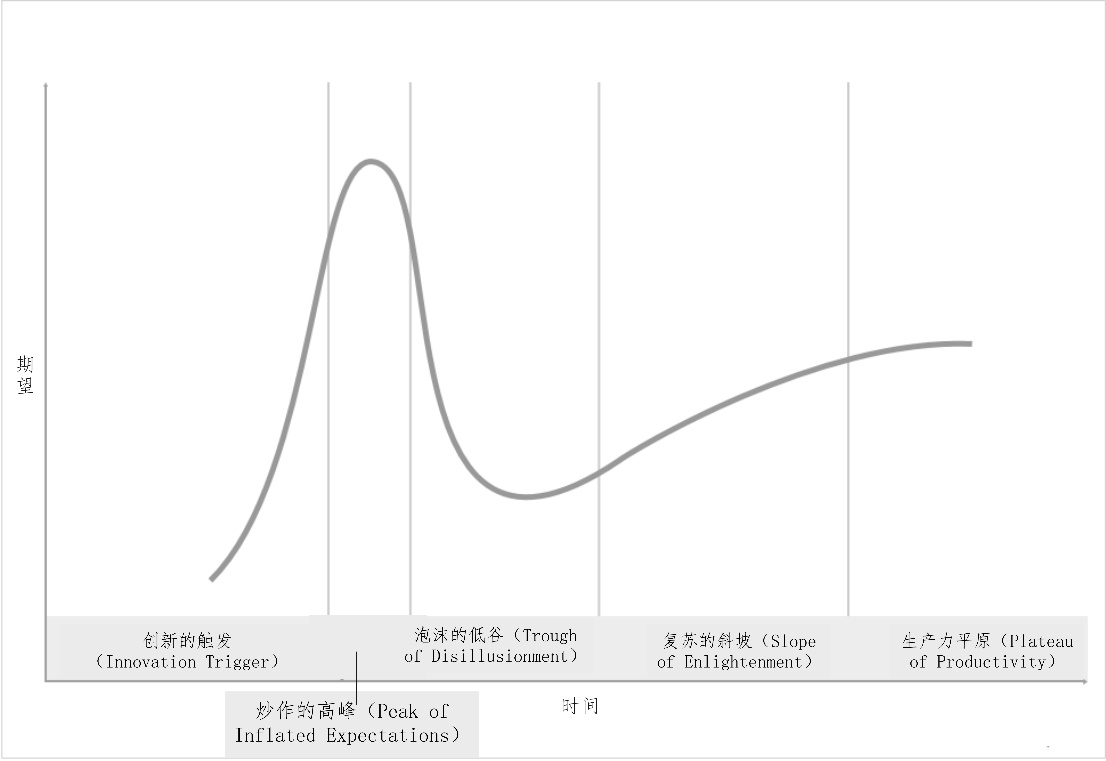 期
望
创新的触发
（Innovation Trigger）
泡沫的低谷（Trough
of Disillusionment）
复苏的斜坡（Slope
of Enlightenment）
生产力平原（Plateau
of Productivity）
炒作的高峰（Peak of
Inflated Expectations）
时间